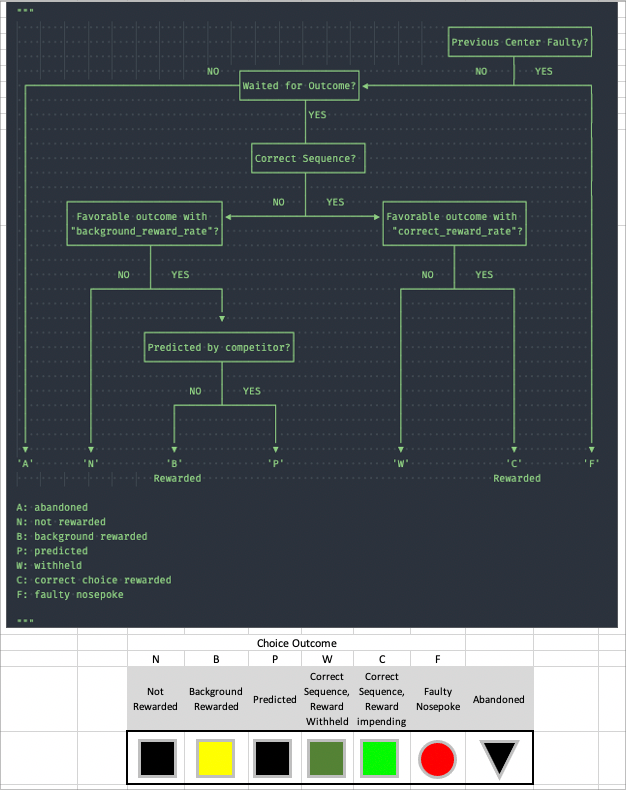 """
Previous Center Faulty?
NO YES
NO
Waited for Outcome?
YES
Correct Sequence?
NO YES
Favorable outcome with
"background_reward_rate"?
Favorable outcome with
"correct_reward_rate"?
NO YES
NO YES
Predicted by competitor?
NO YES
'A' 'N' 'B' 'P' 'W' 'C' 'F'
Rewarded Rewarded
A: abandoned
N: not rewarded
B: background rewarded
P: predicted
W: withheld
C: correct choice rewarded
F: faulty nosepoke
"""
Choice Outcome
N B P W C F
Not
Rewarded
Background
Rewarded
Predicted
Correct
Sequence,
Reward
Withheld
Correct
Sequence,
Reward
impending
Faulty
Nosepoke
Abandoned